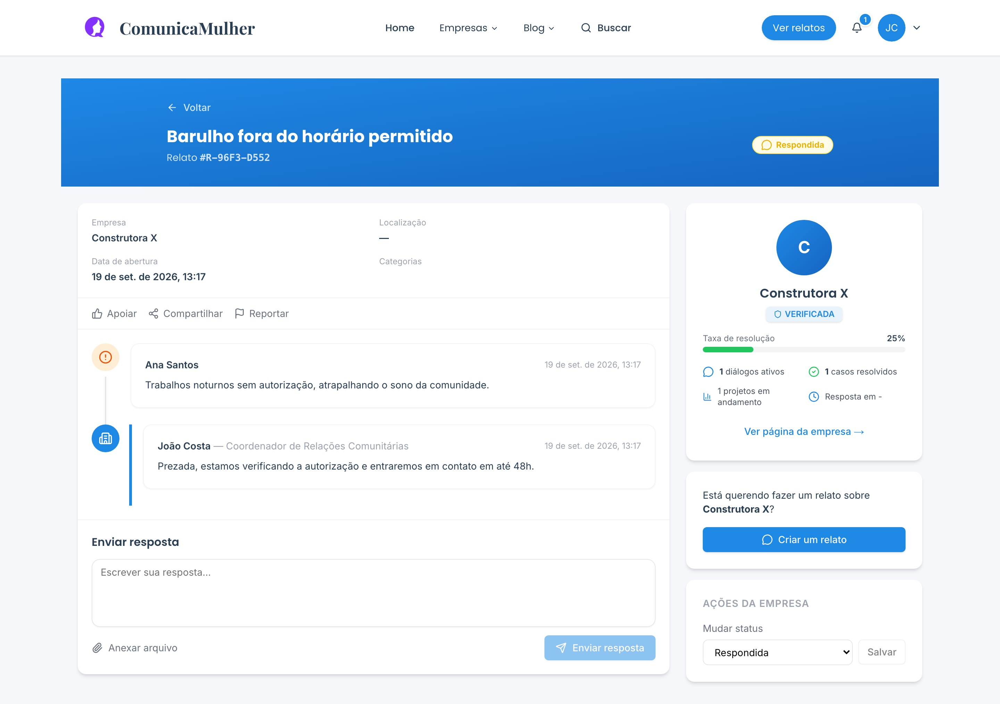 ComunicaMulher
Home
Empresas
Blog
Buscar
Ver relatos
1
JC
Voltar
Barulho fora do horário permitido
Relato #R-96F3-D552
Respondida
Empresa
Construtora X
Localização
—
Data de abertura
19 de set. de 2026, 13:17
Categorias
Apoiar
Compartilhar
Reportar
Ana Santos
19 de set. de 2026, 13:17
Trabalhos noturnos sem autorização, atrapalhando o sono da comunidade.
João Costa — Coordenador de Relações Comunitárias
19 de set. de 2026, 13:17
Prezada, estamos verificando a autorização e entraremos em contato em até 48h.
Enviar resposta
Escrever sua resposta...
Anexar arquivo
Enviar resposta
C
Construtora X
VERIFICADA
Taxa de resolução
25%
1 diálogos ativos
1 casos resolvidos
1 projetos em
andamento
Resposta em -
Ver página da empresa →
Está querendo fazer um relato sobre
Construtora X?
Criar um relato
AÇÕES DA EMPRESA
Mudar status
Respondida
Salvar